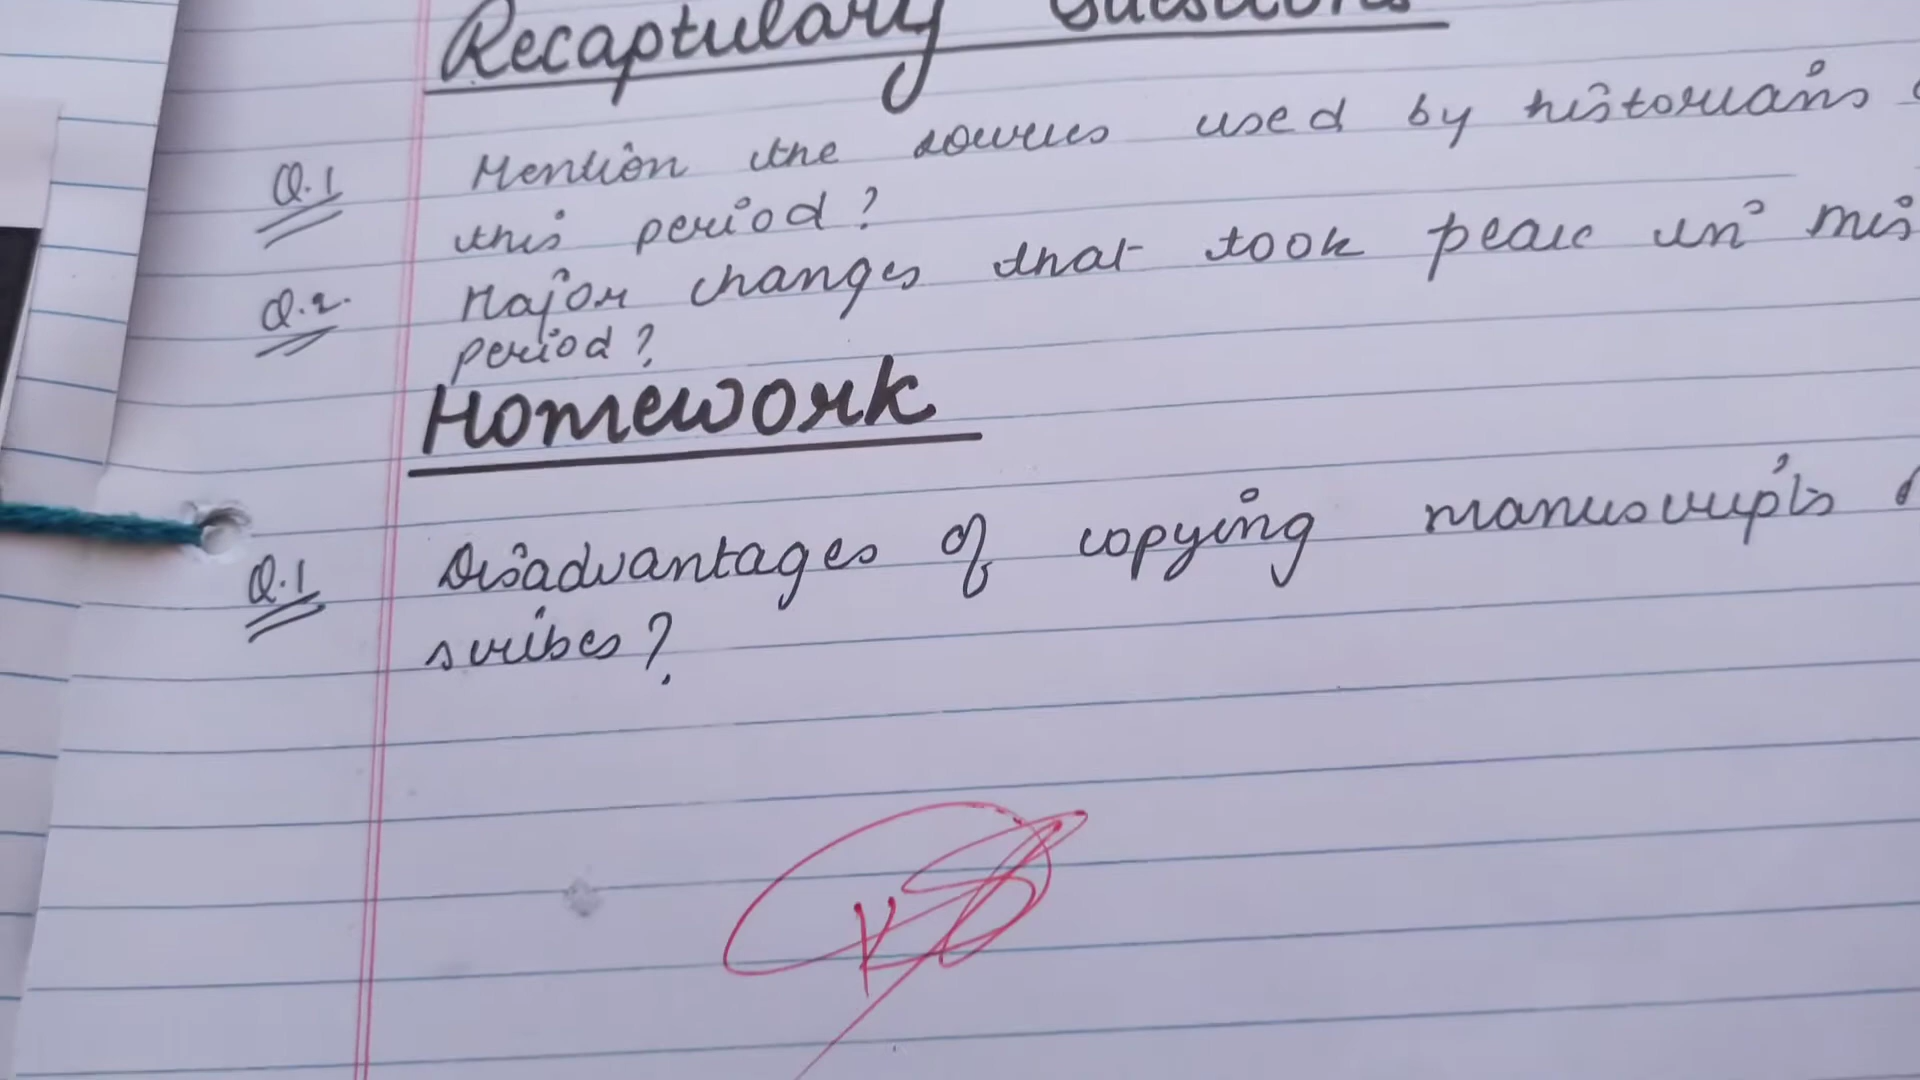 Recaptulary Questions
Q.1 Mention the sources used by historians
this period?
Q.2. Major changes that took peace in this
period?
Homework
Q.1 Disadvantages of copying manuscripts
scribes?